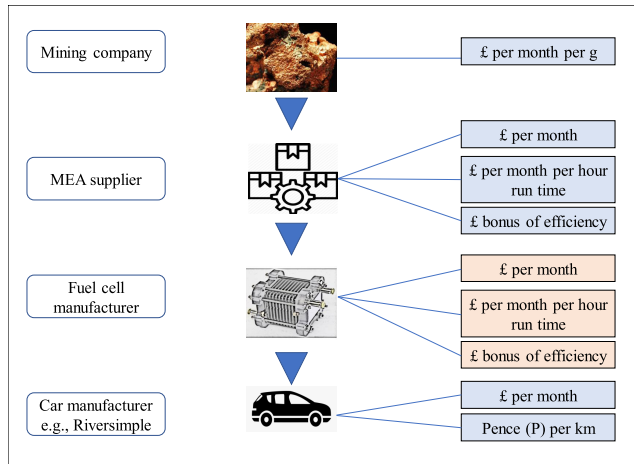 Mining company
£ per month per g
£ per month
MEA supplier
£ per month per hour
run time
£ bonus of efficiency
Fuel cell
manufacturer
£ per month
£ per month per hour
run time
£ bonus of efficiency
Car manufacturer
e.g., Riversimple
£ per month
Pence (P) per km